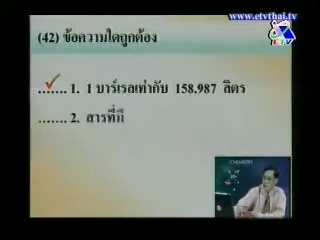 www.etvthai.tv
ETV
(42) ข้อความใดถูกต้อง
....... 1. 1 บาร์เรลเท่ากับ 158.987 ลิตร
....... 2. สารที่มี
CHEMISTRY